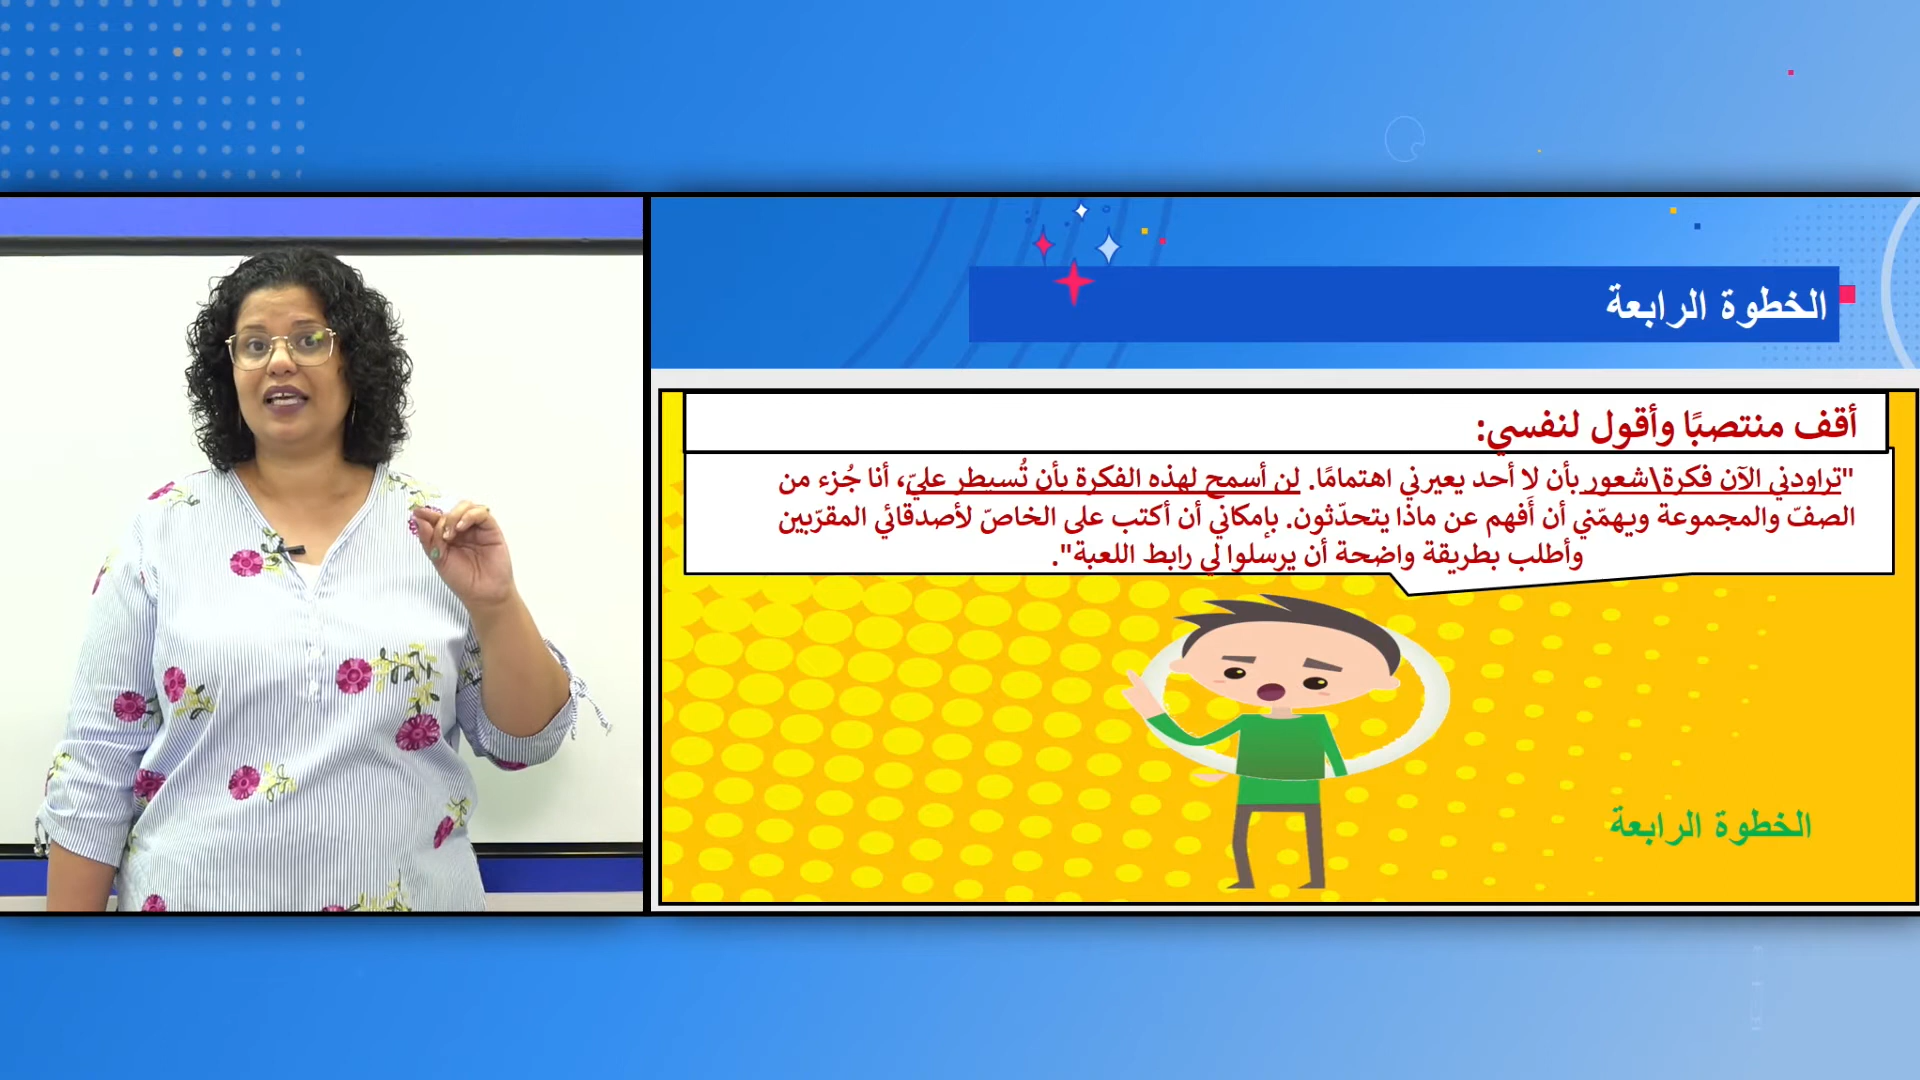 الخطوة الرابعة
أقف منتصبًا وأقول لنفسي:
"تراودني الآن فكرة\شعور بأن لا أحد يعيرني اهتمامًا. لن أسمح لهذه الفكرة بأن تُسيطر عليّ، أنا جُزء من
الصفّ والمجموعة ويهمّني أن أَفهم عن ماذا يتحدّثون. بإمكاني أن أكتب على الخاصّ لأصدقائي المقرّبين
وأطلب بطريقة واضحة أن يرسلوا لي رابط اللعبة".
الخطوة الرابعة